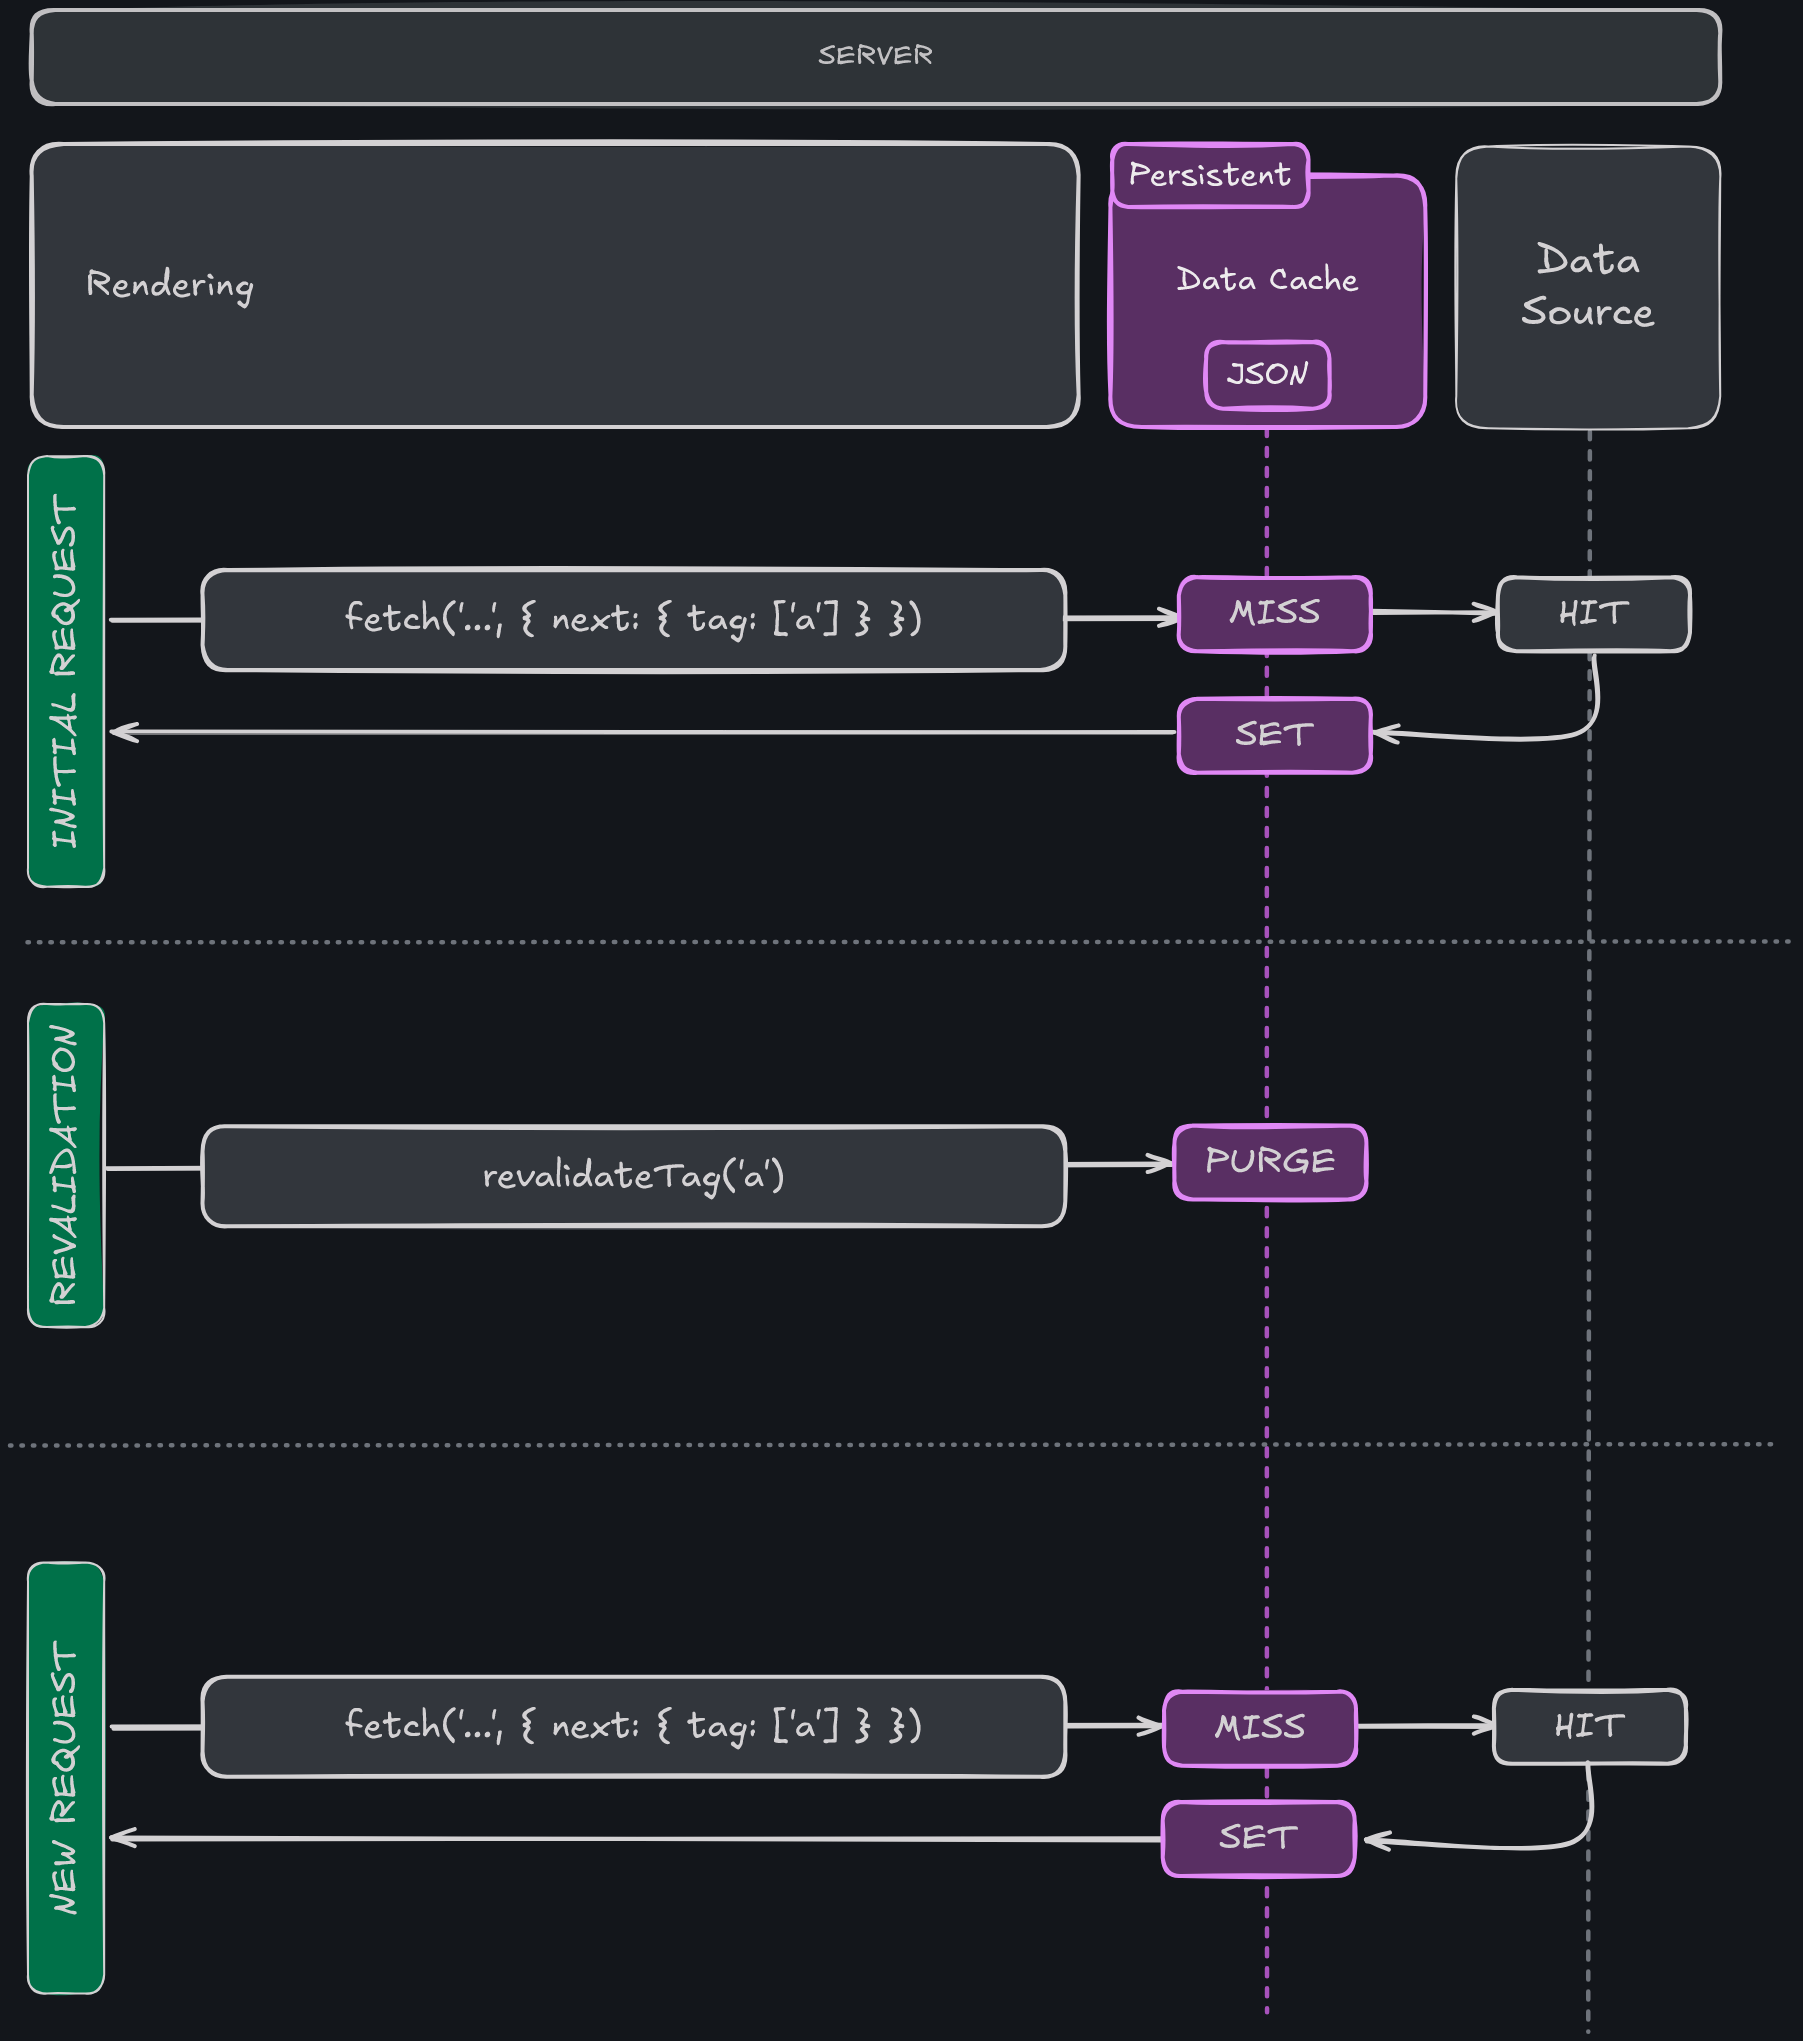 SERVER
Rendering
Persistent
Data Cache
JSON
Data
Source
INITIAL REQUEST
fetch('...', { next: { tag: ['a'] } })
MISS
HIT
SET
REVALIDATION
revalidateTag('a')
PURGE
NEW REQUEST
fetch('...', { next: { tag: ['a'] } })
MISS
HIT
SET